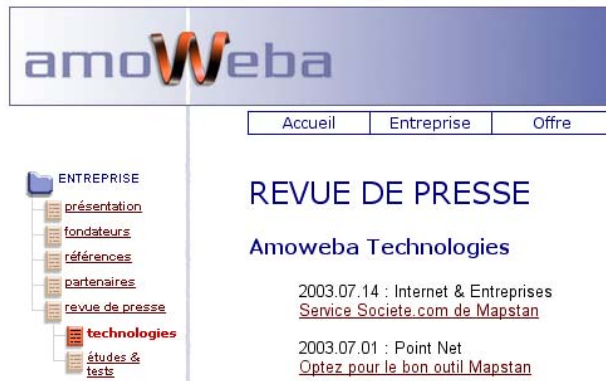 amoWeba
Accueil Entreprise Offre
ENTREPRISE
présentation
fondateurs
références
partenaires
revue de presse
technologies
études &
tests
REVUE DE PRESSE
Amoweba Technologies
2003.07.14 : Internet & Entreprises
Service Societe.com de Mapstan
2003.07.01 : Point Net
Optez pour le bon outil Mapstan